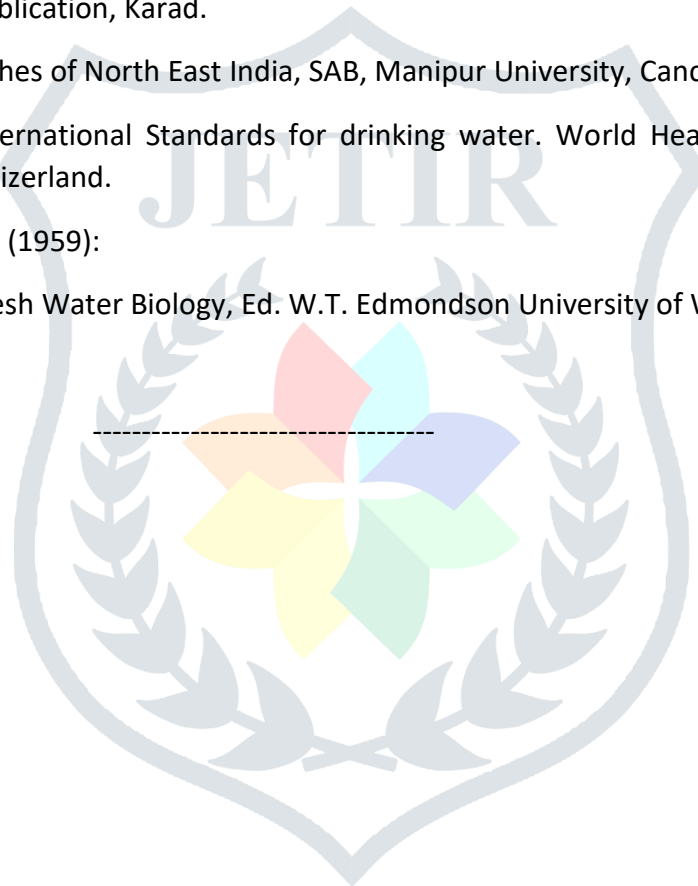 blication, Karad.
hes of North East India, SAB, Manipur University, Canc
ernational Standards for drinking water. World Hea
izerland.
(1959):
esh Water Biology, Ed. W.T. Edmondson University of V
-----------------------------------
JETIR